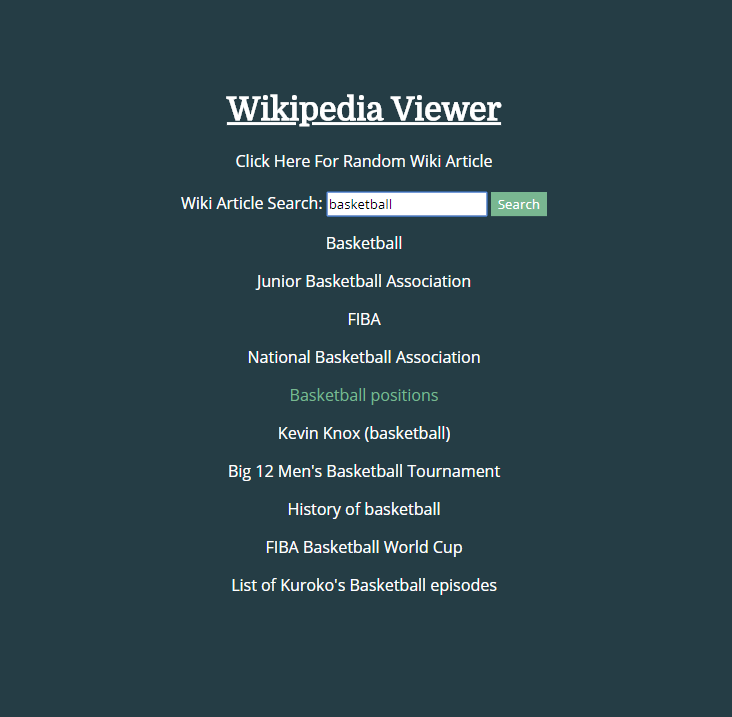 Wikipedia Viewer
Click Here For Random Wiki Article
Wiki Article Search: basketball Search
Basketball
Junior Basketball Association
FIBA
National Basketball Association
Basketball positions
Kevin Knox (basketball)
Big 12 Men's Basketball Tournament
History of basketball
FIBA Basketball World Cup
List of Kuroko's Basketball episodes